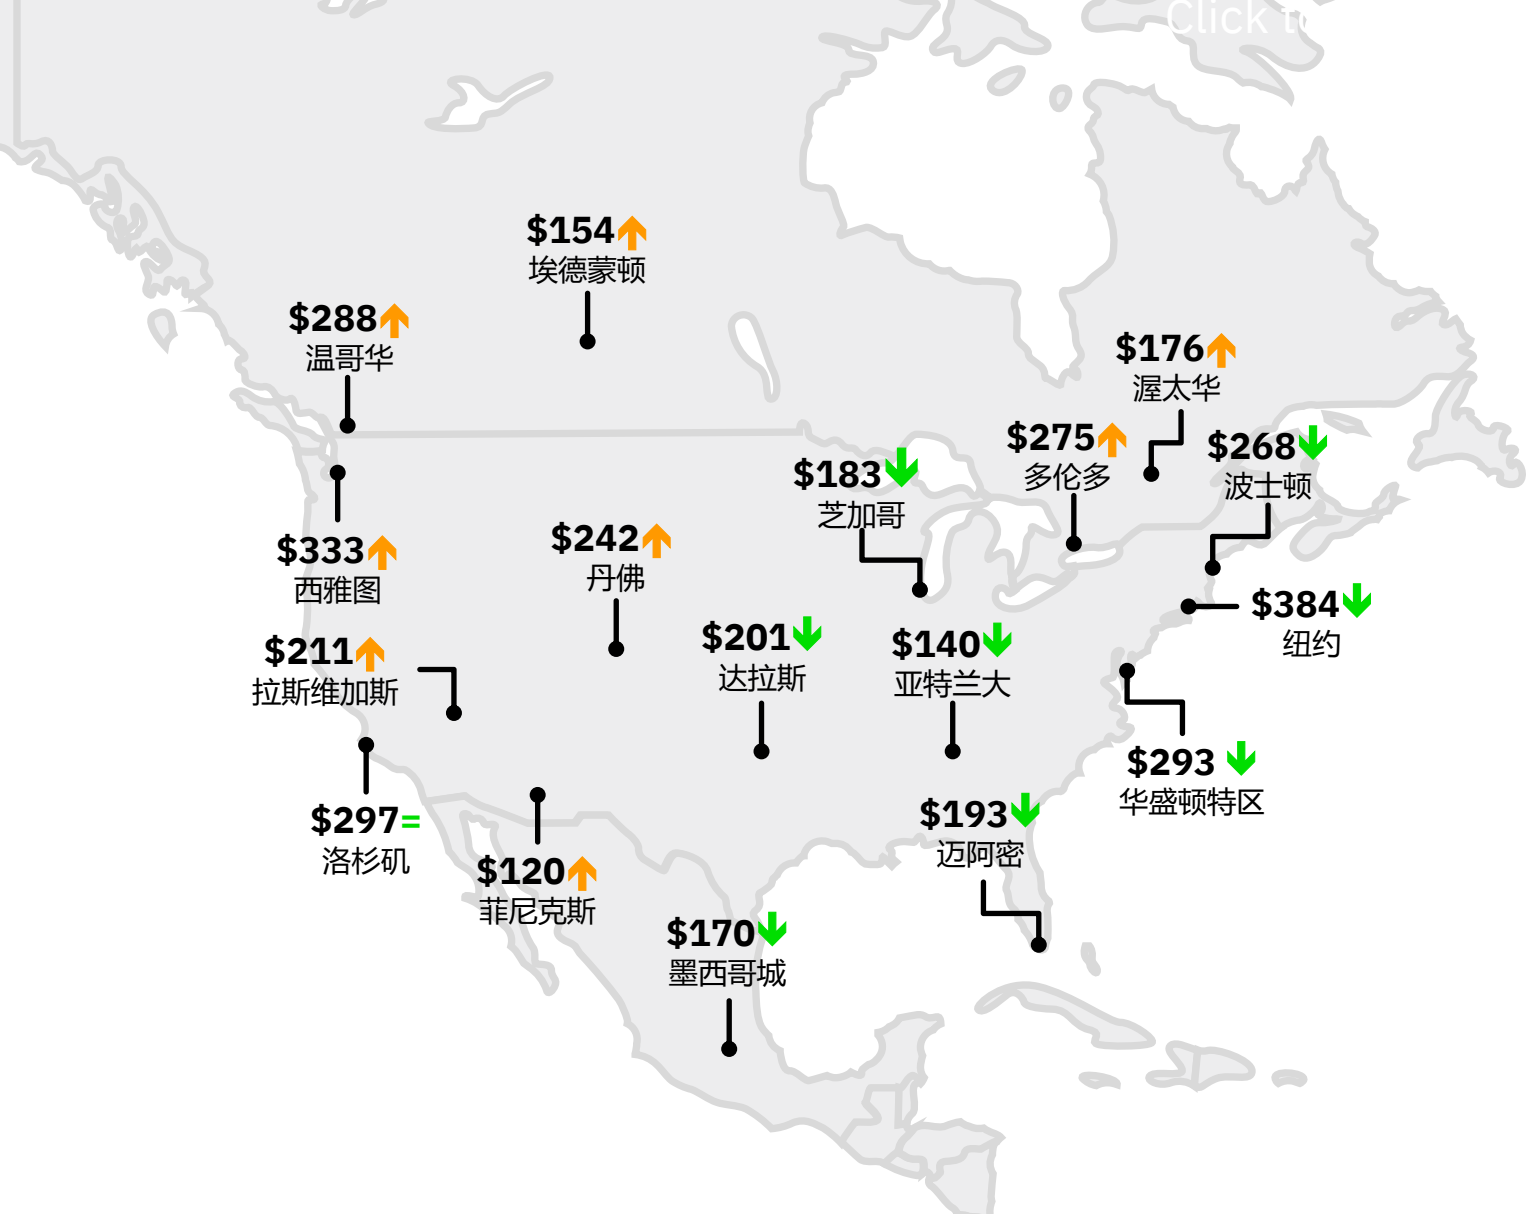 Click to
$154
埃德蒙顿
$288
温哥华
$176
渥太华
$275
多伦多
$268
波士顿
$183
芝加哥
$333
西雅图
$242
丹佛
$384
纽约
$211
拉斯维加斯
$201
达拉斯
$140
亚特兰大
$293
华盛顿特区
$297=
洛杉矶
$193
迈阿密
$120
菲尼克斯
$170
墨西哥城